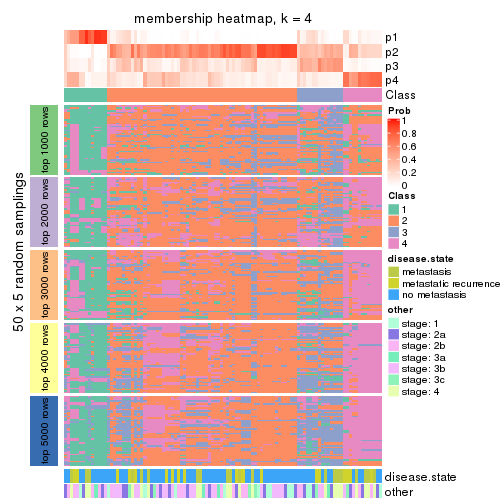 membership heatmap, k = 4
p1
p2
p3
p4
Class
50 x 5 random samplings
top 1000 rows
top 2000 rows
top 3000 rows
top 4000 rows
top 5000 rows
disease.state
other
Prob
1
0.8
0.6
0.4
0.2
0
Class
1
2
3
4
disease.state
metastasis
metastatic recurrence
no metastasis
other
stage: 1
stage: 2a
stage: 2b
stage: 3a
stage: 3b
stage: 3c
stage: 4